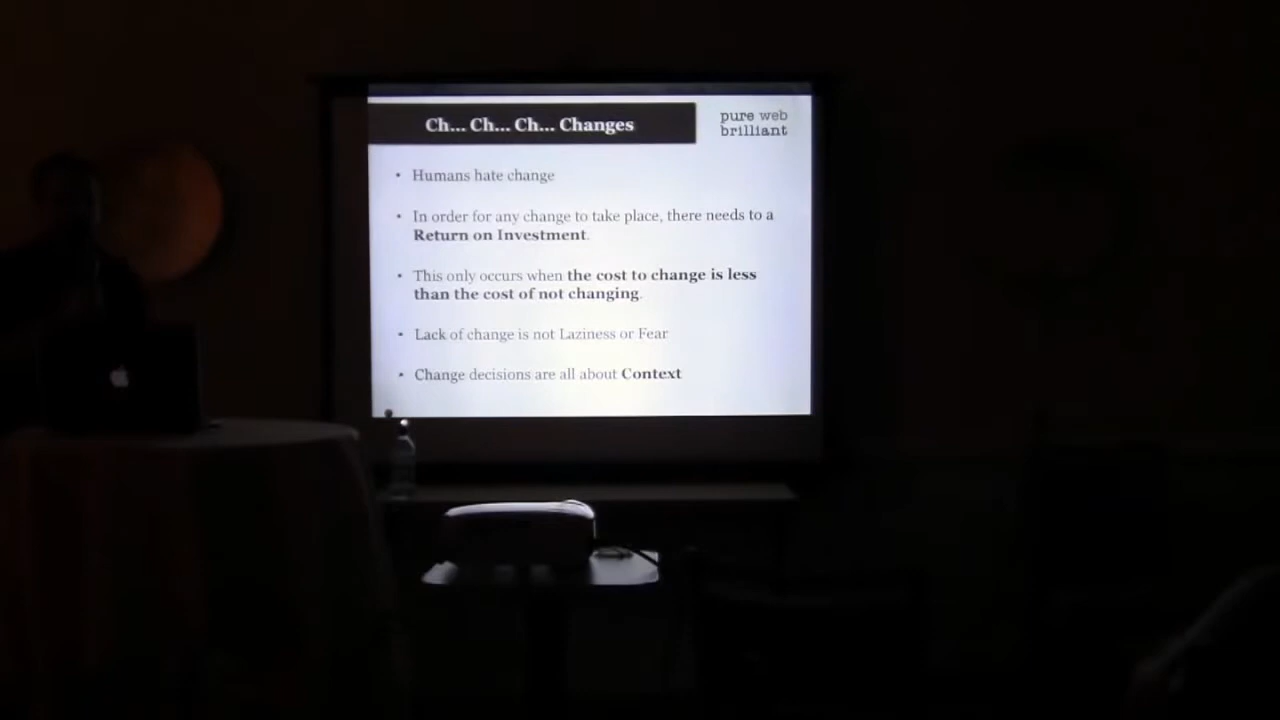 Ch... Ch... Ch... Changes
pure web
brilliant
• Humans hate change
• In order for any change to take place, there needs to a
Return on Investment.
• This only occurs when the cost to change is less
than the cost of not changing.
• Lack of change is not Laziness or Fear
• Change decisions are all about Context